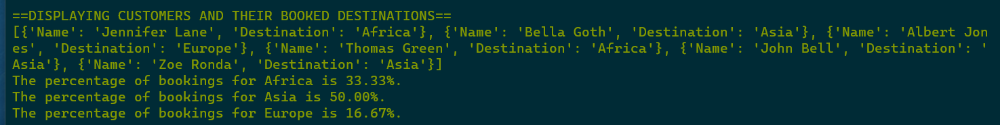 ==DISPLAYING CUSTOMERS AND THEIR BOOKED DESTINATIONS==
[{'Name': 'Jennifer Lane', 'Destination': 'Africa'}, {'Name': 'Bella Goth', 'Destination': 'Asia'}, {'Name': 'Albert Jon
es', 'Destination': 'Europe'}, {'Name': 'Thomas Green', 'Destination': 'Africa'}, {'Name': 'John Bell', 'Destination': '
Asia'}, {'Name': 'Zoe Ronda', 'Destination': 'Asia'}]
The percentage of bookings for Africa is 33.33%.
The percentage of bookings for Asia is 50.00%.
The percentage of bookings for Europe is 16.67%.